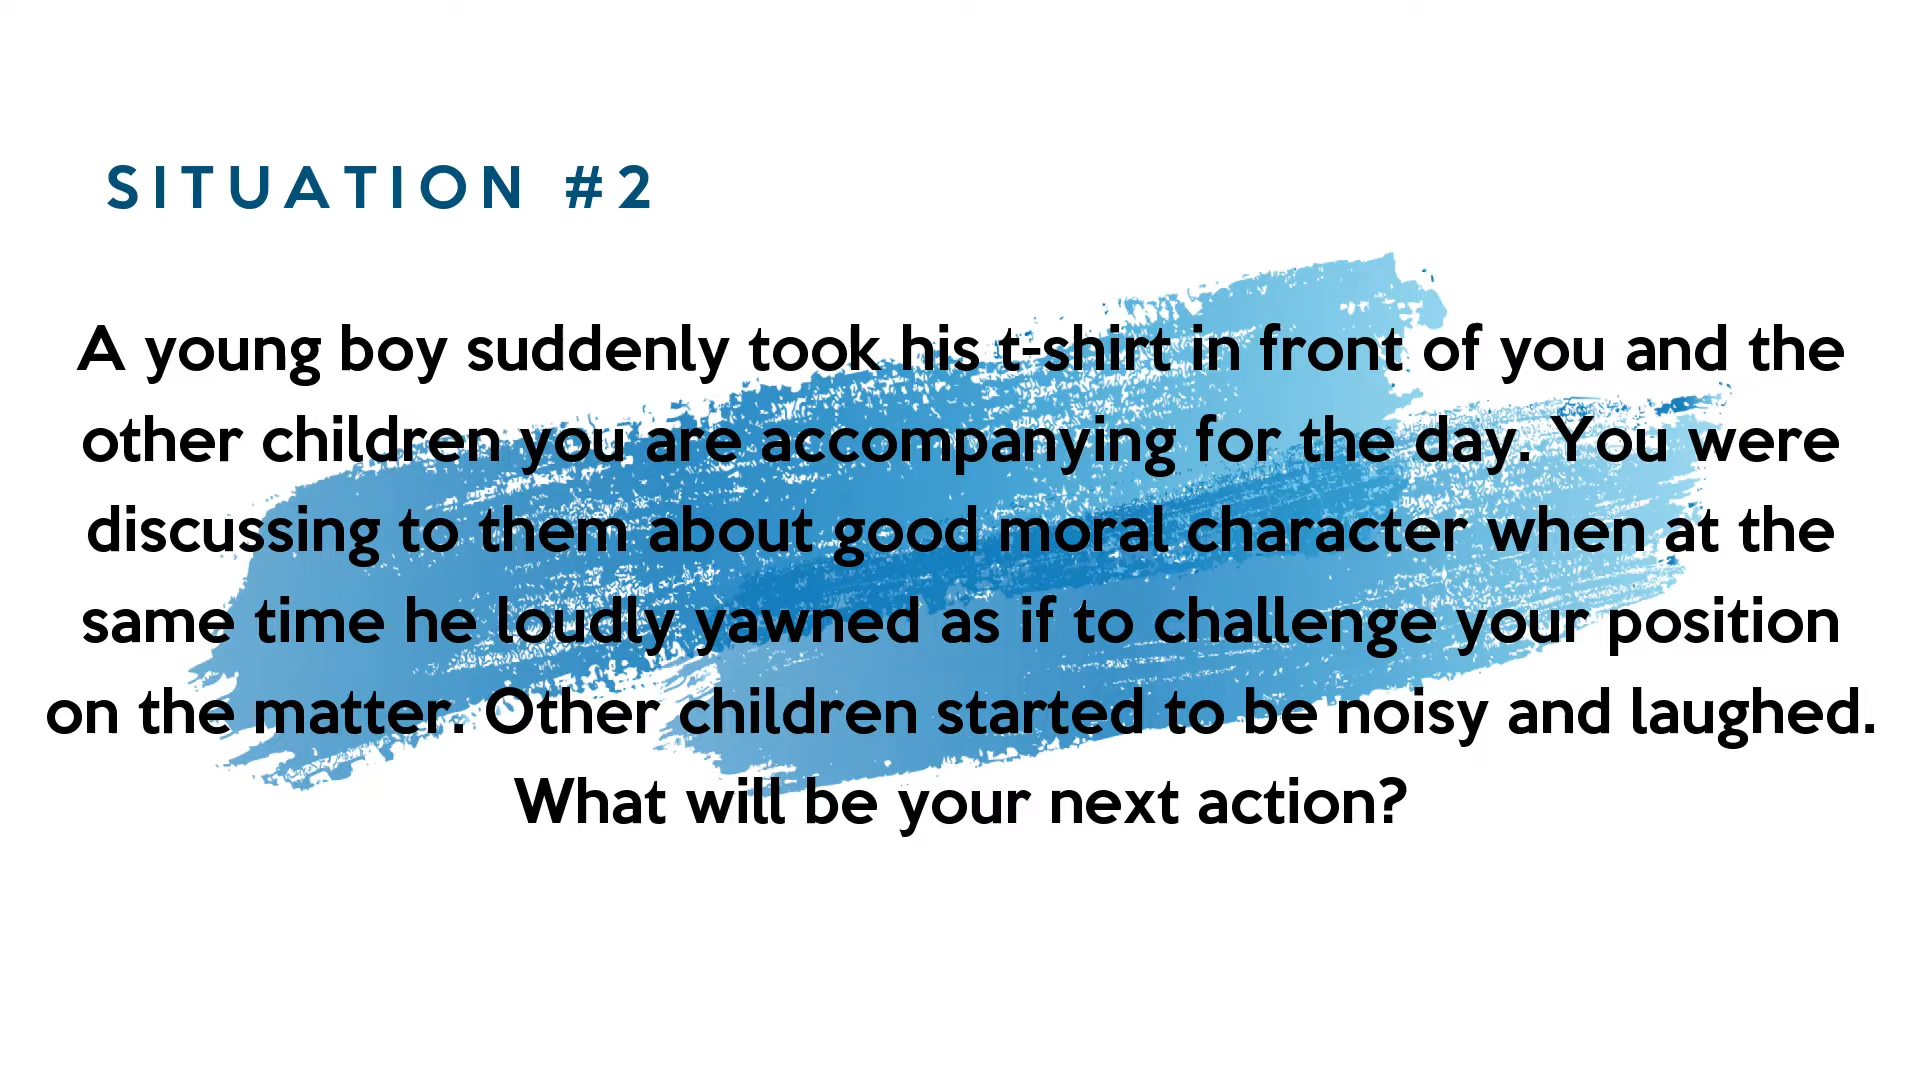 SITUATION #2
A young boy suddenly took his t-shirt in front of you and the
other children you are accompanying for the day. You were
discussing to them about good moral character when at the
same time he loudly yawned as if to challenge your position
on the matter. Other children started to be noisy and laughed.
What will be your next action?